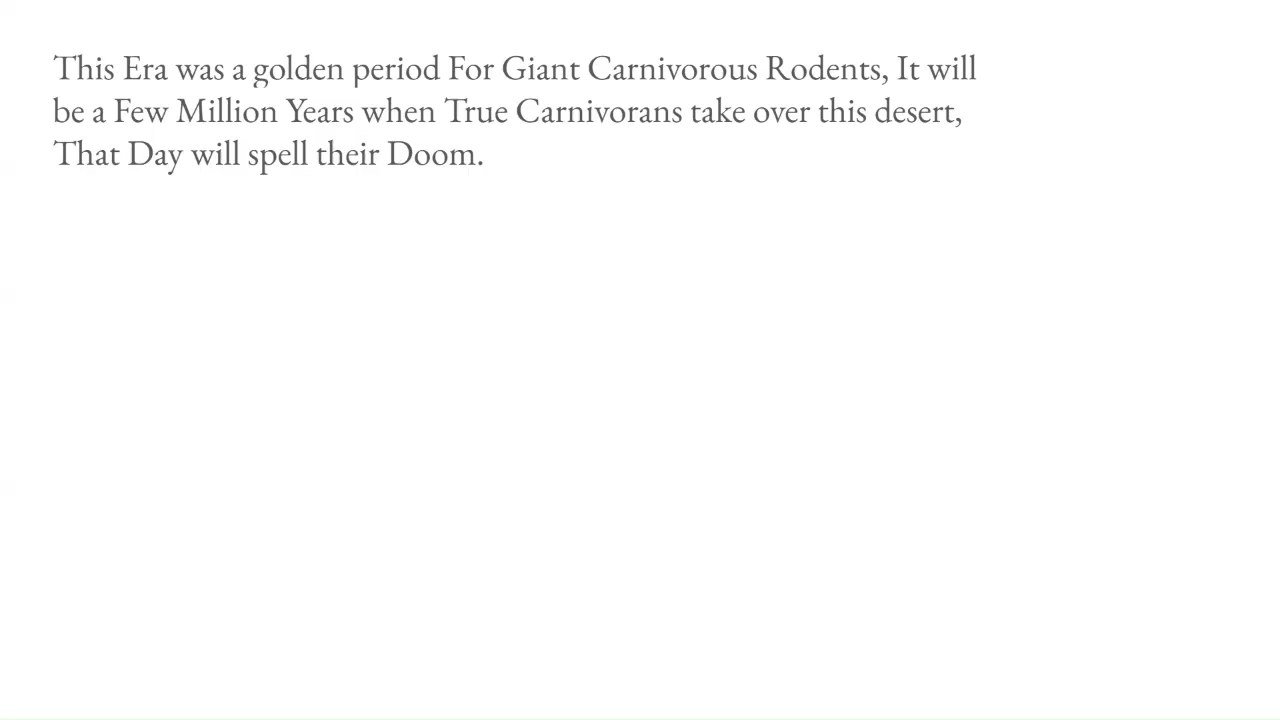 This Era was a golden period For Giant Carnivorous Rodents, It will
be a Few Million Years when True Carnivorans take over this desert,
That Day will spell their Doom.